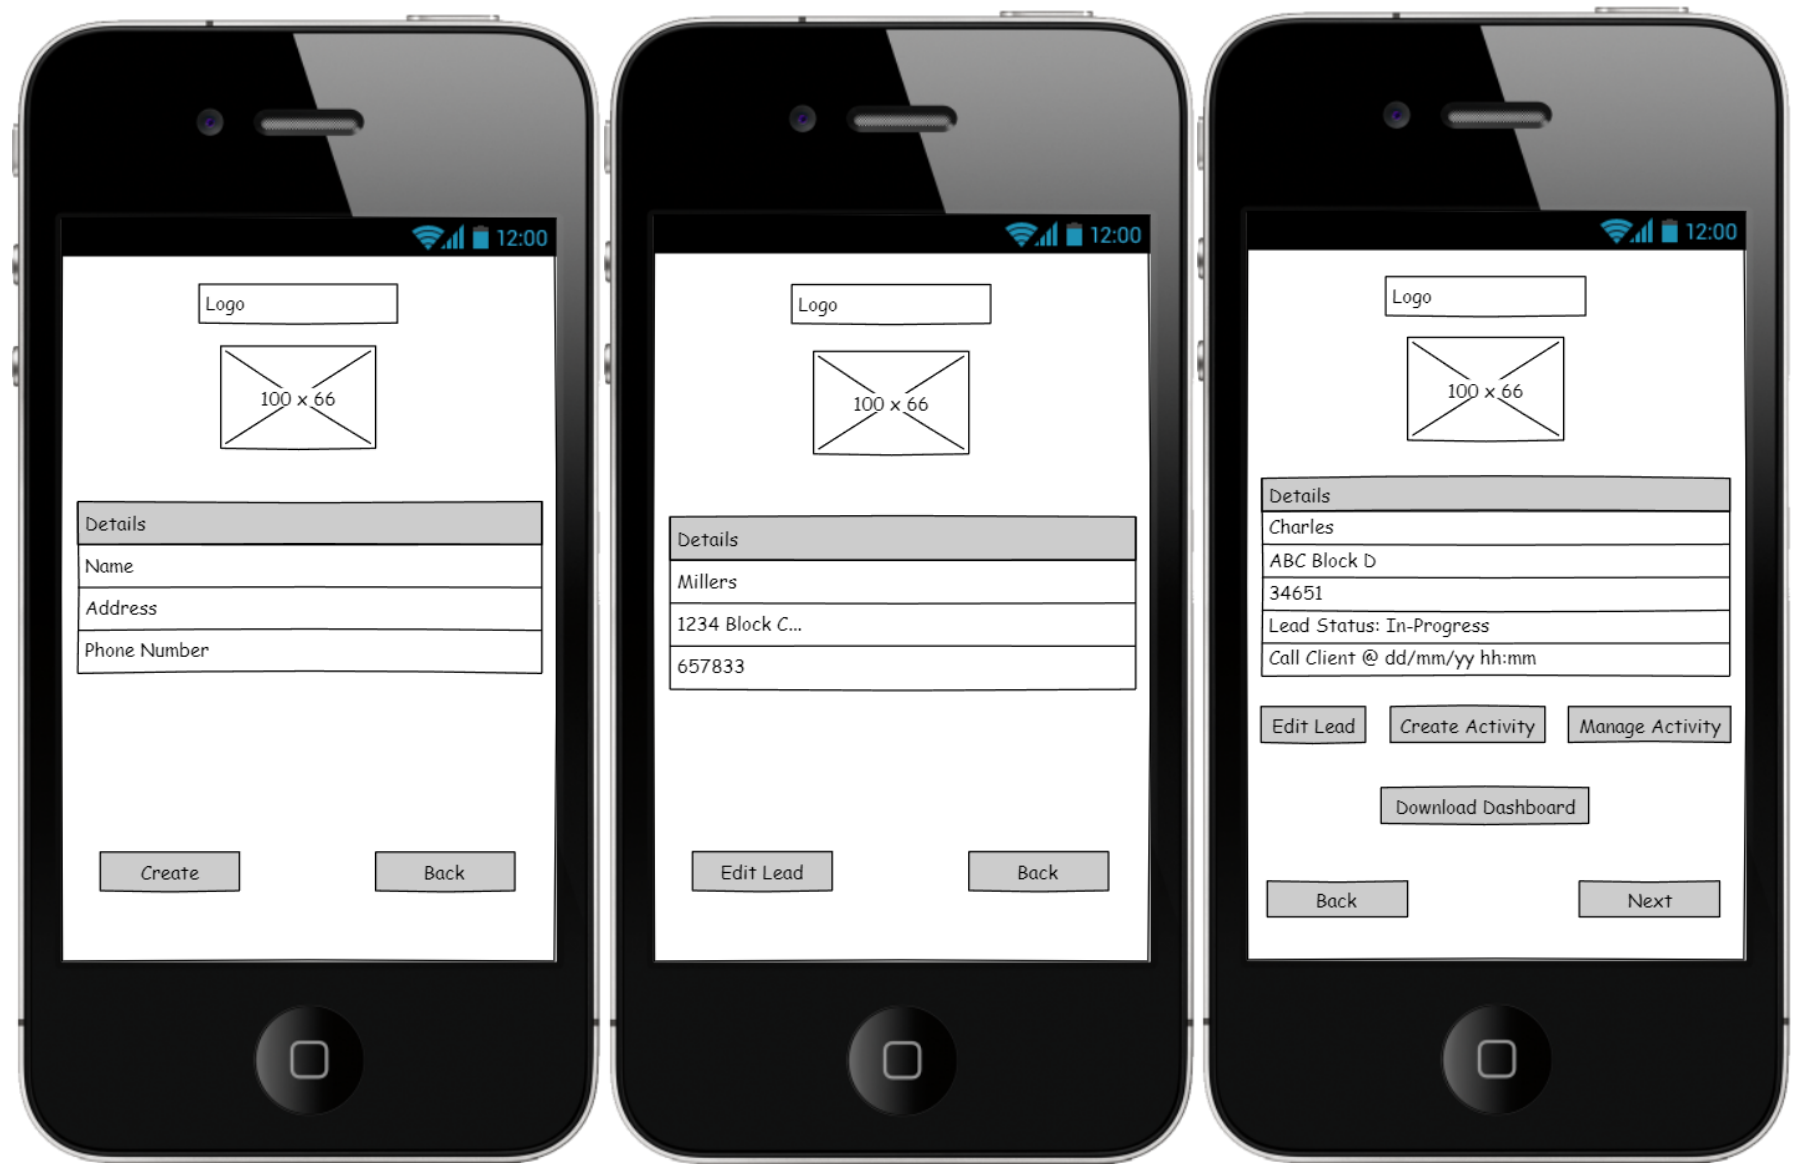 12:00
Logo
100 x 66
Details
Name
Address
Phone Number
Create Back
12:00
Logo
100 x 66
Details
Millers
1234 Block C...
657833
Edit Lead Back
12:00
Logo
100 x 66
Details
Charles
ABC Block D
34651
Lead Status: In-Progress
Call Client @ dd/mm/yy hh:mm
Edit Lead Create Activity Manage Activity
Download Dashboard
Back Next